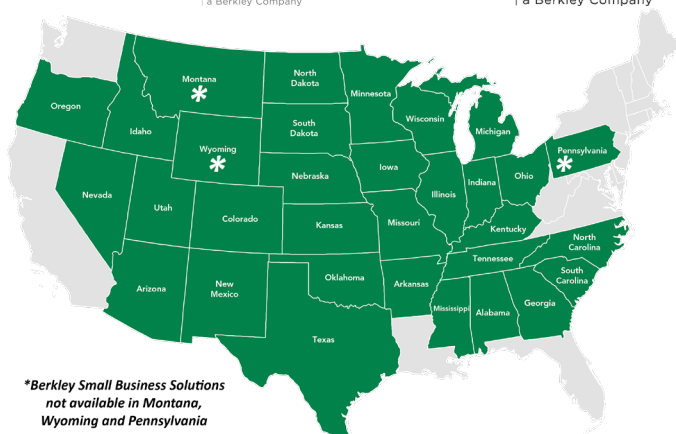 a Berkley Company
a Berkley Company
Montana
*
North
Dakota
Minnesota
Oregon
Idaho
Wyoming
*
South
Dakota
Wisconsin
Michigan
Pennsylvania
*
Nevada
Utah
Colorado
Nebraska
Iowa
Illinois
Indiana
Ohio
Kansas
Missouri
Kentucky
North
Carolina
Tennessee
South
Carolina
Arizona
New
Mexico
Oklahoma
Arkansas
Mississippi
Alabama
Georgia
Texas
*Berkley Small Business Solutions
not available in Montana,
Wyoming and Pennsylvania